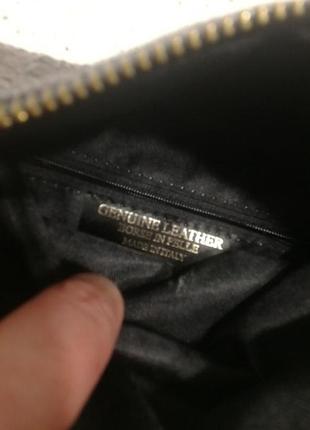 GENUINE LEATHER
BORSE IN PELLE
MADE IN ITALY